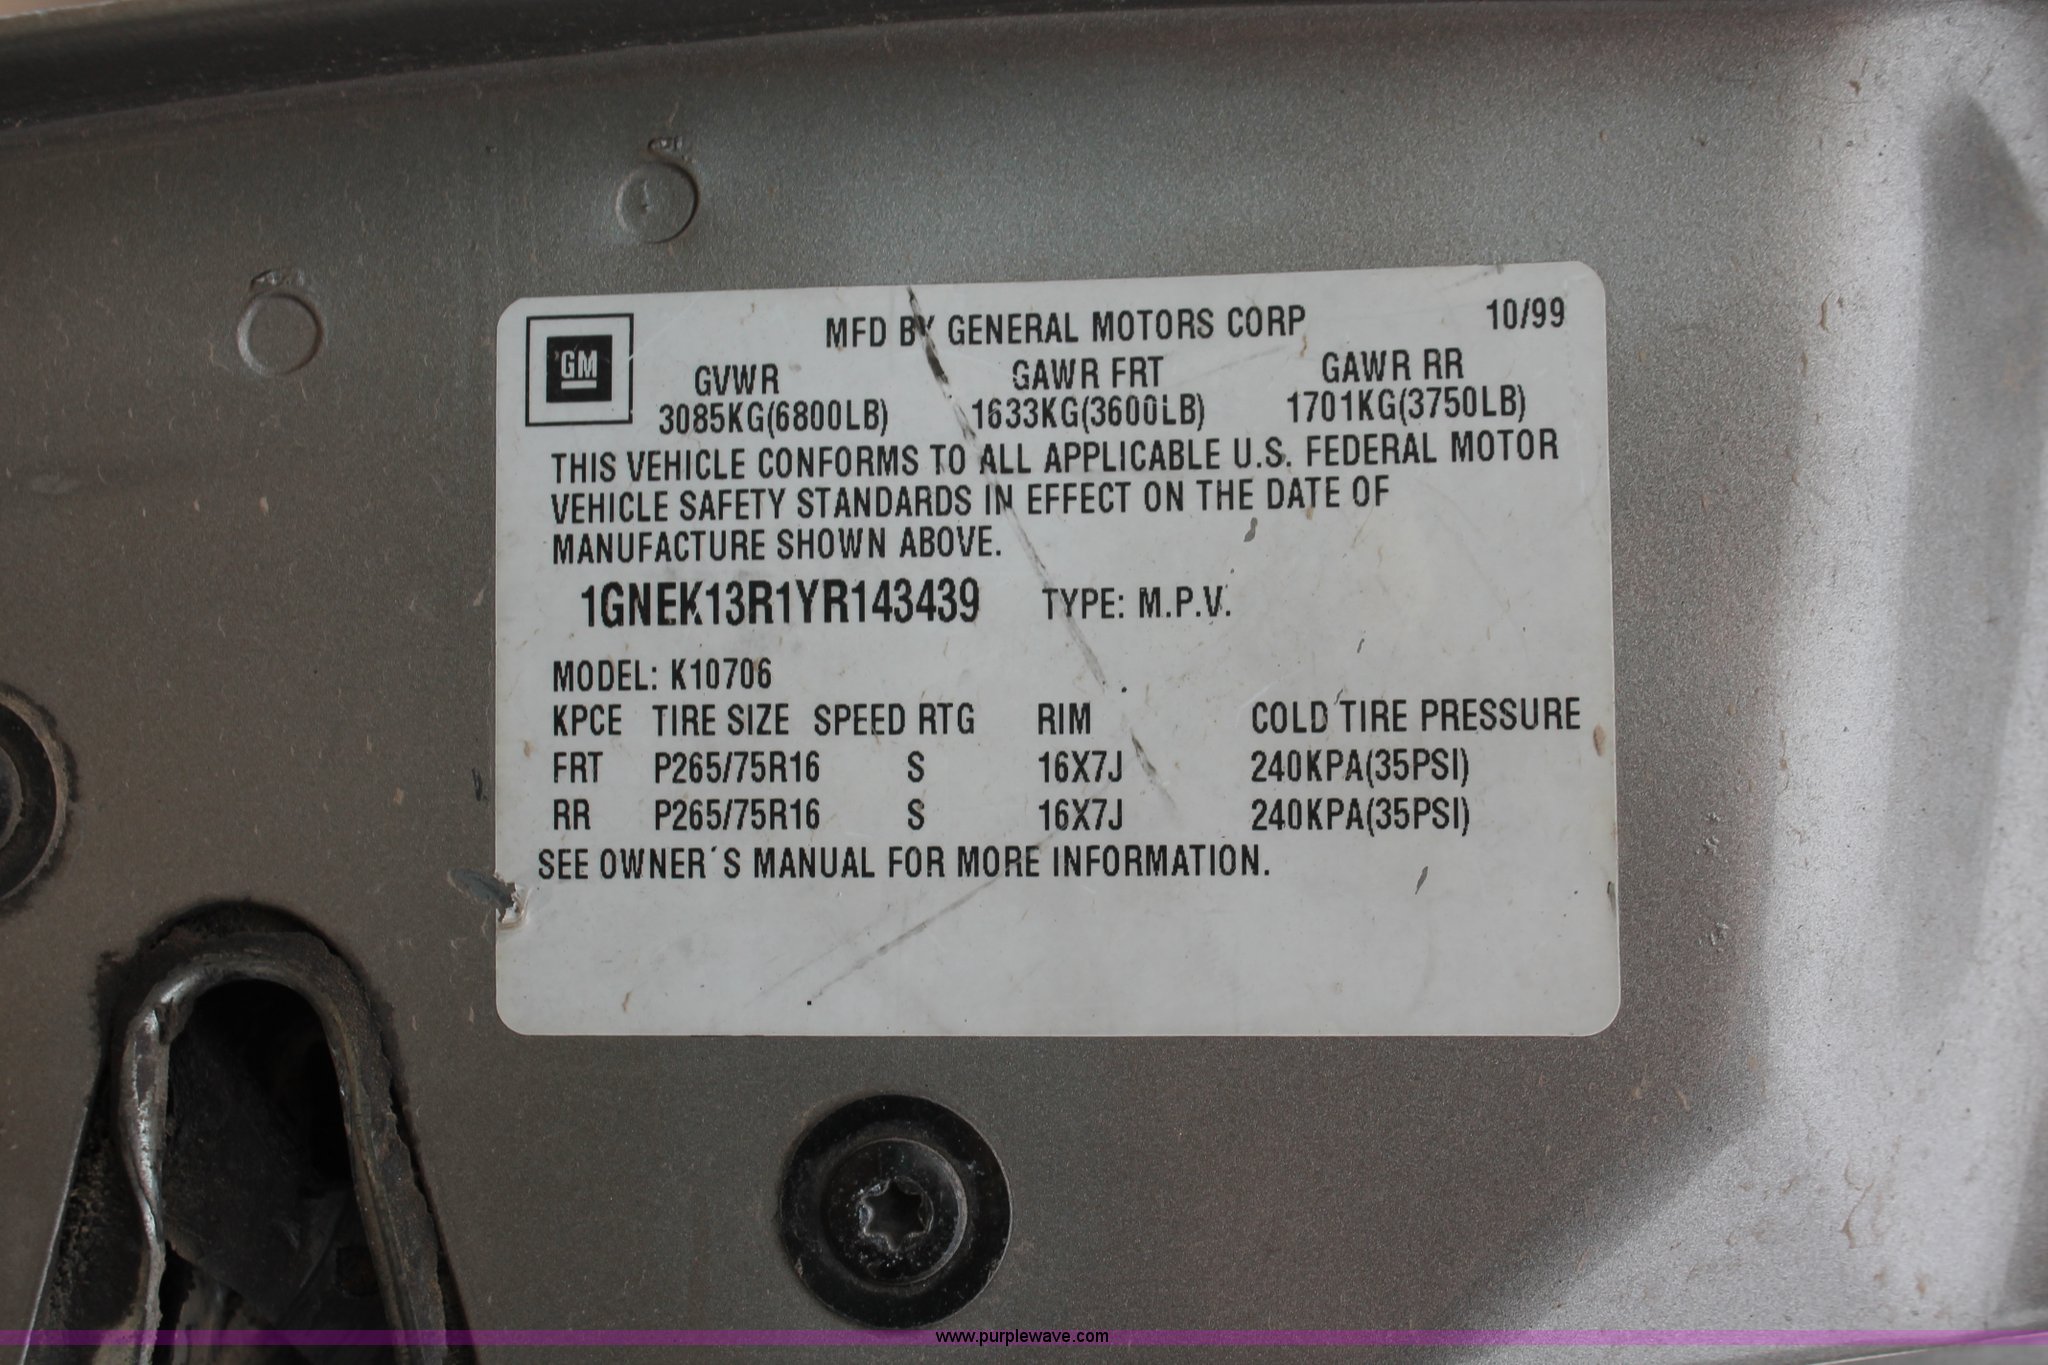 GM
MFD BY GENERAL MOTORS CORP 10/99
GVWR GAWR FRT GAWR RR
3085KG(6800LB) 1633KG(3600LB) 1701KG(3750LB)
THIS VEHICLE CONFORMS TO ALL APPLICABLE U.S. FEDERAL MOTOR
VEHICLE SAFETY STANDARDS IN EFFECT ON THE DATE OF
MANUFACTURE SHOWN ABOVE.
1GNEK13R1YR143439 TYPE: M.P.V.
MODEL: K10706
KPCE TIRE SIZE SPEED RTG RIM COLD TIRE PRESSURE
FRT P265/75R16 S 16X7J 240KPA(35PSI)
RR P265/75R16 S 16X7J 240KPA(35PSI)
SEE OWNER´S MANUAL FOR MORE INFORMATION.
www.purplewave.com